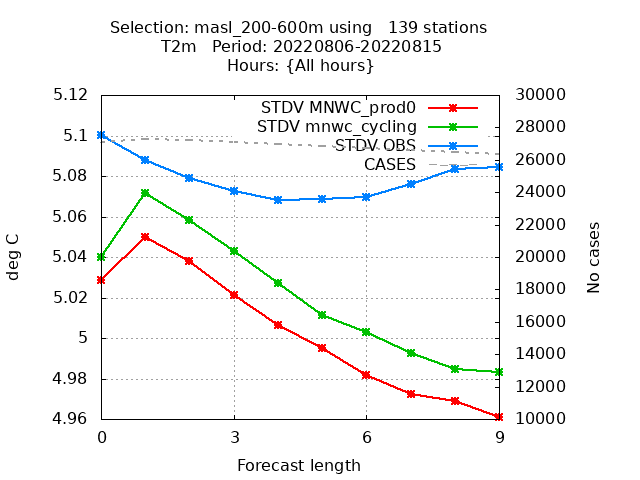 Selection: masl_200-600m using   139 stations
T2m   Period: 20220806-20220815
Hours: {All hours}
5.12
5.1
5.08
5.06
5.04
5.02
5
4.98
4.96
deg C
STDV MNWC_prod0
STDV mnwc_cycling
STDV OBS
CASES
30000
28000
26000
24000
22000
20000
18000
16000
14000
12000
10000
No cases
0 3 6 9
Forecast length